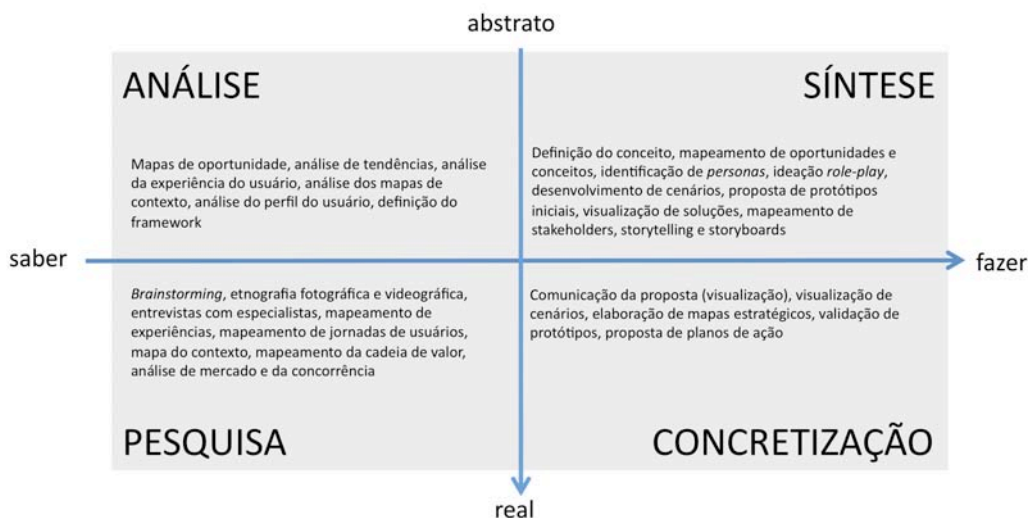 abstrato
ANÁLISE
Mapas de oportunidade, análise de tendências, análise
da experiência do usuário, análise dos mapas de
contexto, análise do perfil do usuário, definição do
framework
SÍNTESE
Definição do conceito, mapeamento de oportunidades e
conceitos, identificação de personas, ideação role-play,
desenvolvimento de cenários, proposta de protótipos
iniciais, visualização de soluções, mapeamento de
stakeholders, storytelling e storyboards
saber
fazer
Brainstorming, etnografia fotográfica e videográfica,
entrevistas com especialistas, mapeamento de
experiências, mapeamento de jornadas de usuários,
mapa do contexto, mapeamento da cadeia de valor,
análise de mercado e da concorrência
PESQUISA
Comunicação da proposta (visualização), visualização de
cenários, elaboração de mapas estratégicos, validação de
protótipos, proposta de planos de ação
CONCRETIZAÇÃO
real